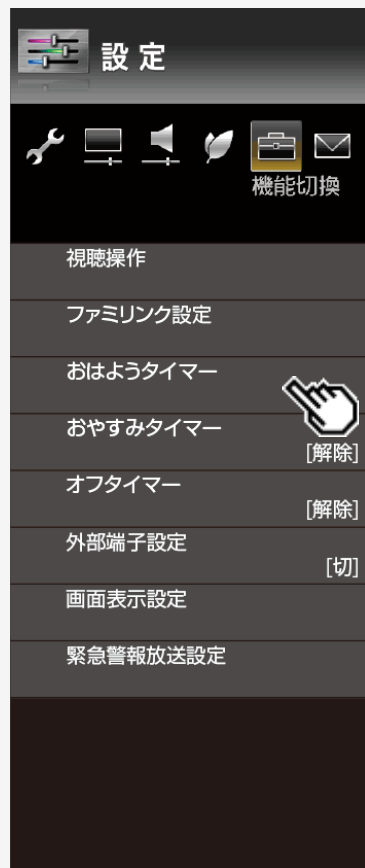 設定
機能切換
視聴操作
ファミリンク設定
おはようタイマー
おやすみタイマー
[解除]
オフタイマー
[解除]
外部端子設定
[切]
画面表示設定
緊急警報放送設定